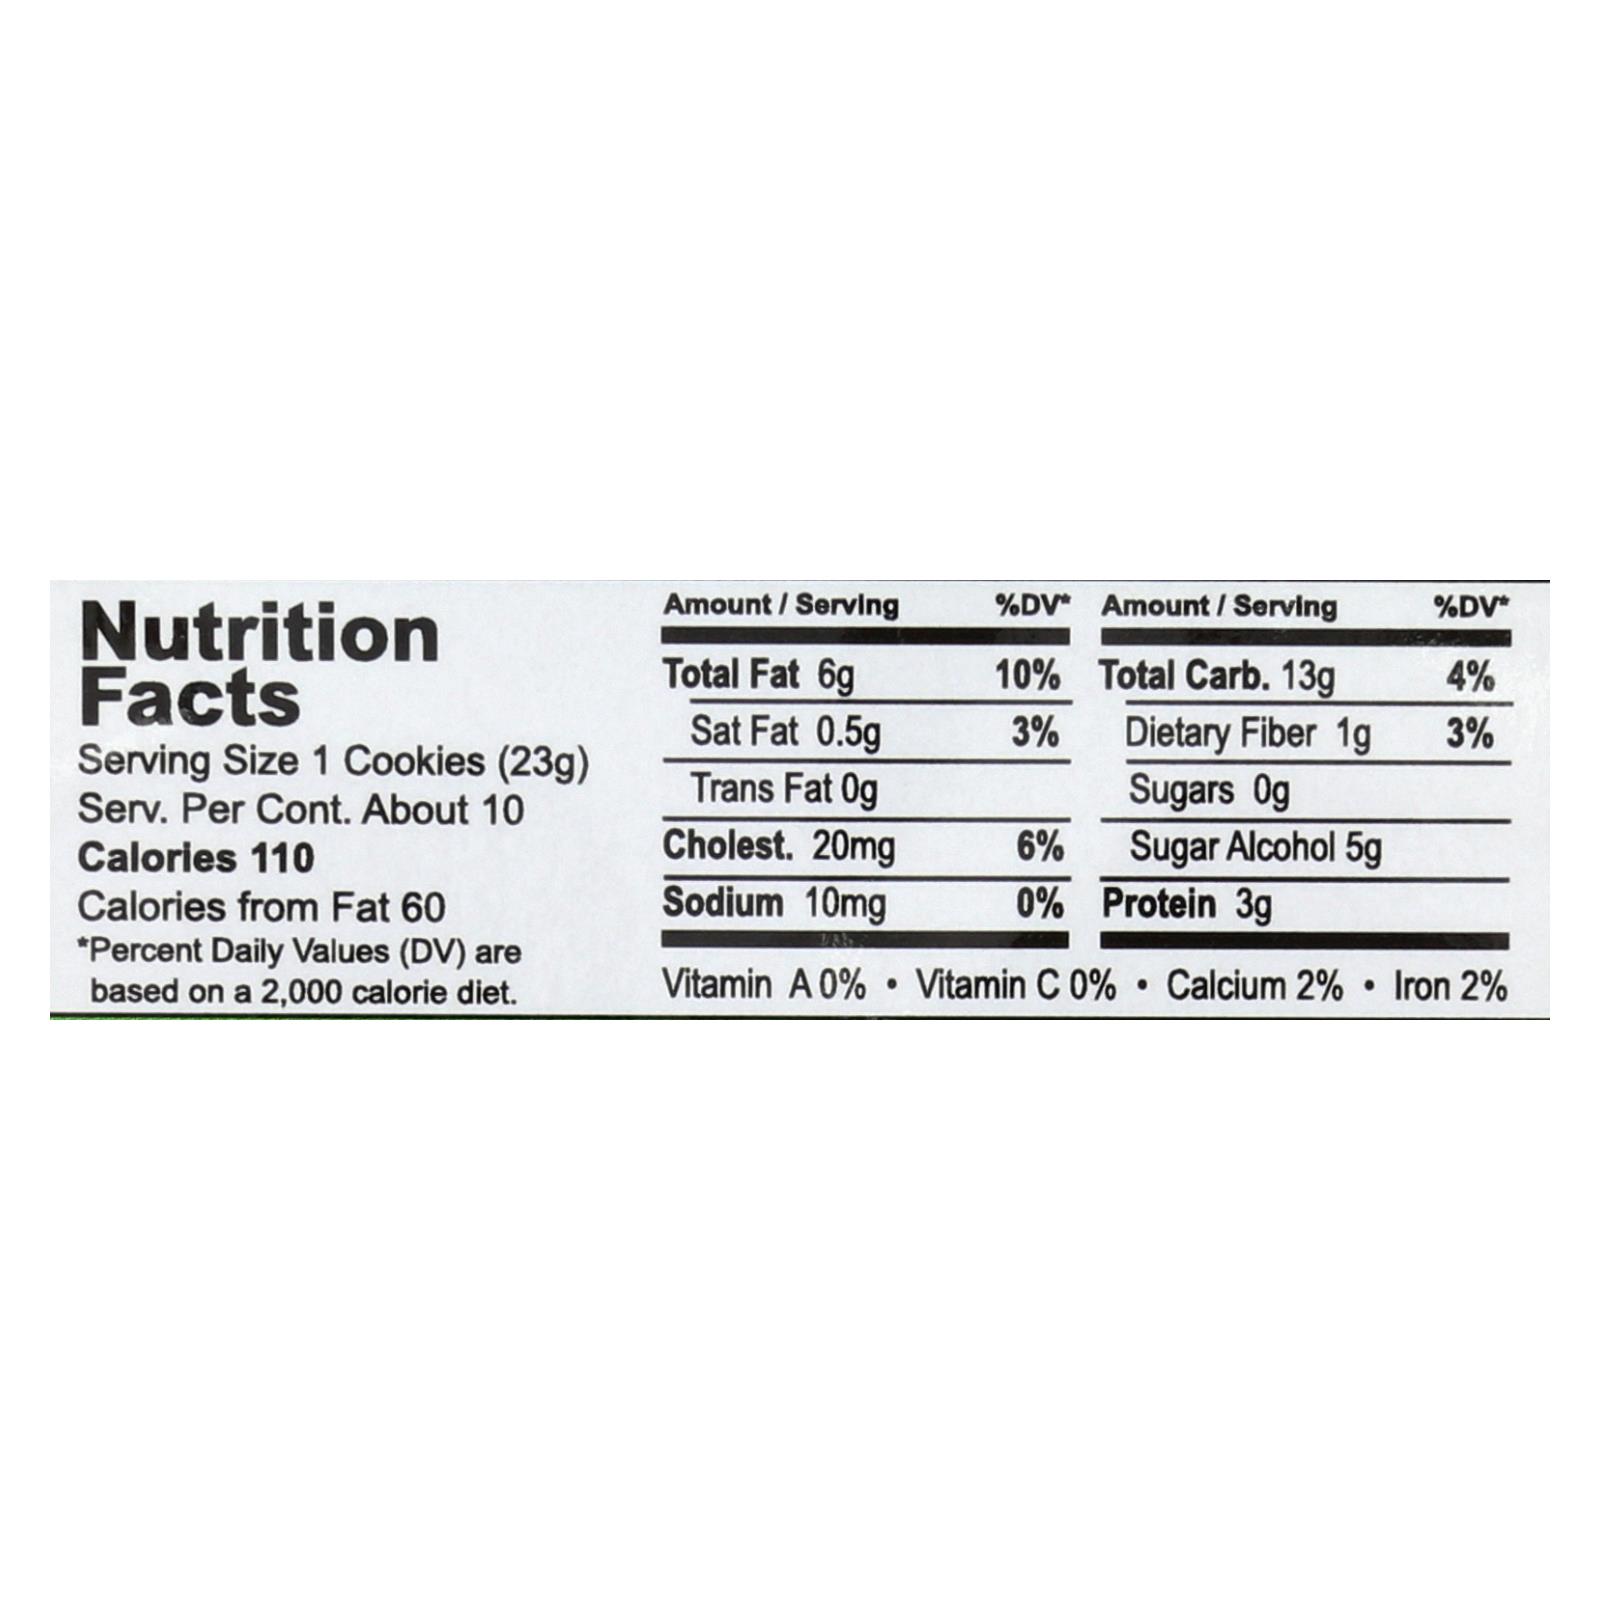 Nutrition
Facts
Serving Size 1 Cookies (23g)
Serv. Per Cont. About 10
Calories 110
Calories from Fat 60
*Percent Daily Values (DV) are
based on a 2,000 calorie diet.
Amount / Serving %DV*
Total Fat 6g 10%
Sat Fat 0.5g 3%
Trans Fat 0g
Cholest. 20mg 6%
Sodium 10mg 0%
Amount / Serving %DV*
Total Carb. 13g 4%
Dietary Fiber 1g 3%
Sugars 0g
Sugar Alcohol 5g
Protein 3g
Vitamin A 0% • Vitamin C 0% • Calcium 2% • Iron 2%